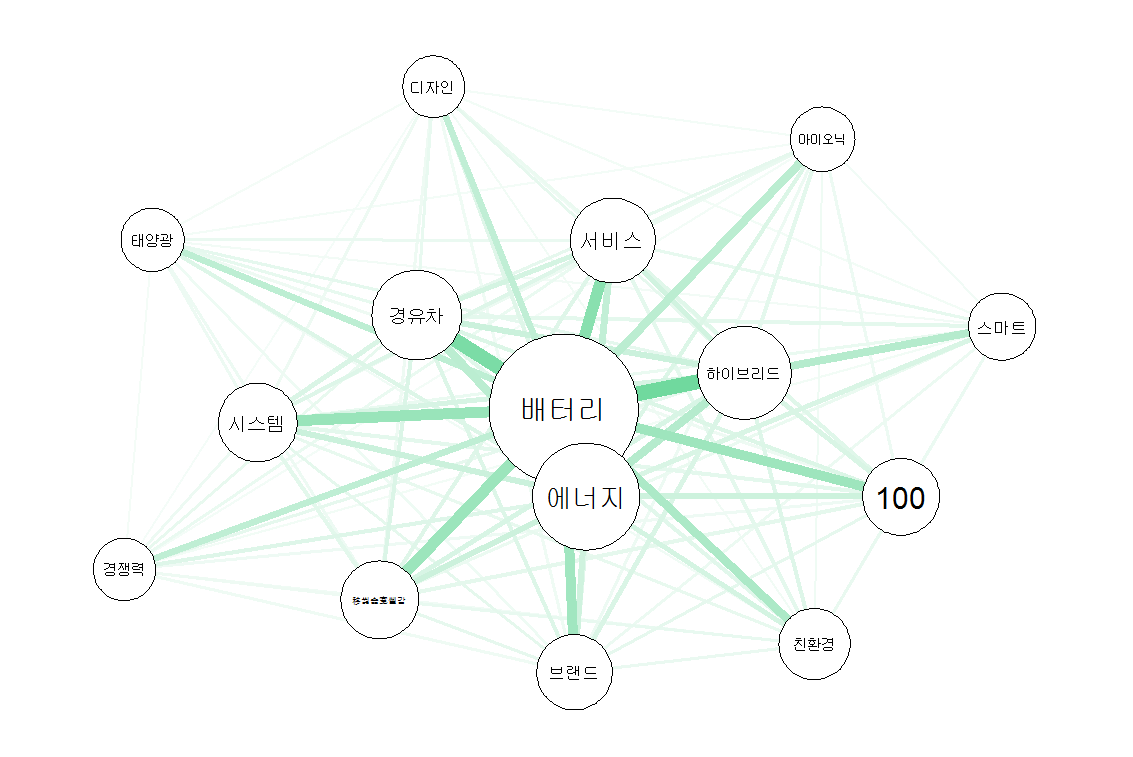 디자인
아이오닉
태양광
서비스
경유차
스마트
하이브리드
배터리
시스템
에너지
100
경쟁력
친환경
브랜드